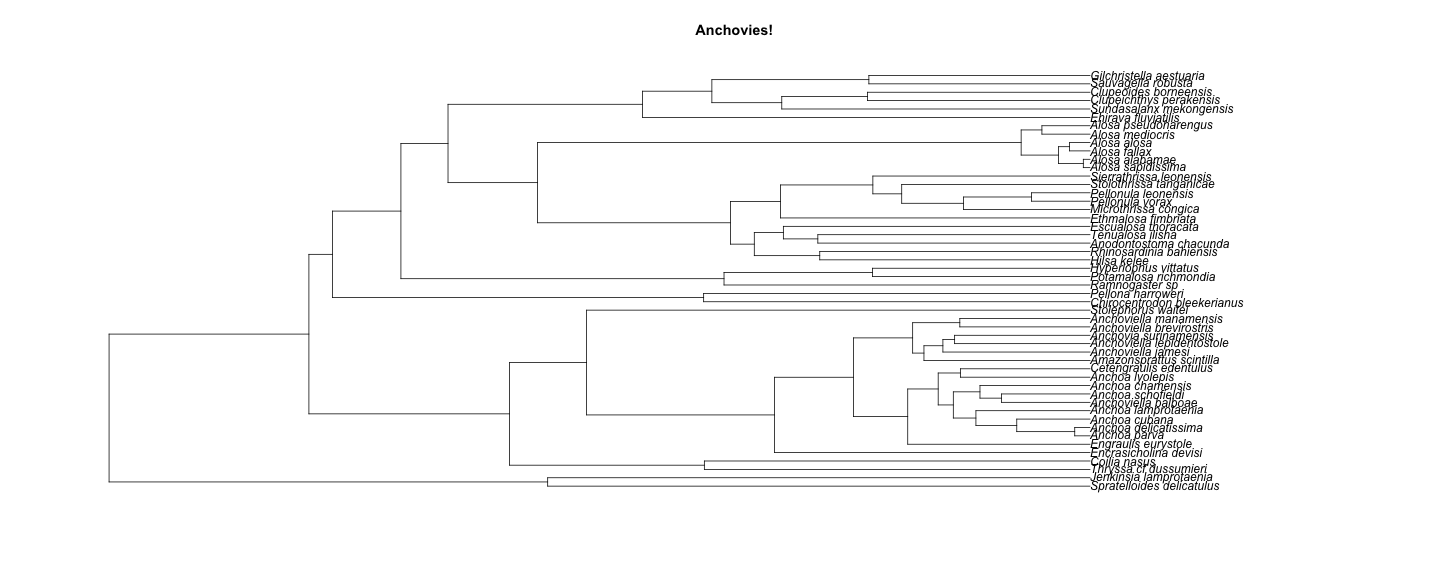 Anchovies!
Gilchristella aestuaria
Sauvagella robusta
Clupeoides borneensis
Clupeichthys perakensis
Sundasalanx mekongensis
Ehirava fluviatilis
Alosa pseudoharengus
Alosa mediocris
Alosa alosa
Alosa fallax
Alosa alabamae
Alosa sapidissima
Sierrathrissa leonensis
Stolothrissa tanganicae
Pellonula leonensis
Pellonula vorax
Microthrissa congica
Ethmalosa fimbriata
Escualosa thoracata
Tenualosa ilisha
Anodontostoma chacunda
Rhinosardinia bahiensis
Hilsa kelee
Hyperlophus vittatus
Potamalosa richmondia
Ramnogaster sp
Pellona harroweri
Chirocentrodon bleekerianus
Stolephorus waitei
Anchoviella manamensis
Anchoviella brevirostris
Anchovia surinamensis
Anchoviella lepidentostole
Anchoviella jamesi
Amazonsprattus scintilla
Cetengraulis edentulus
Anchoa lyolepis
Anchoa chamensis
Anchoa schofieldi
Anchoviella balboae
Anchoa lamprotaenia
Anchoa cubana
Anchoa delicatissima
Anchoa parva
Engraulis eurystole
Encrasicholina devisi
Coilia nasus
Thryssa cf dussumieri
Jenkinsia lamprotaenia
Spratelloides delicatulus